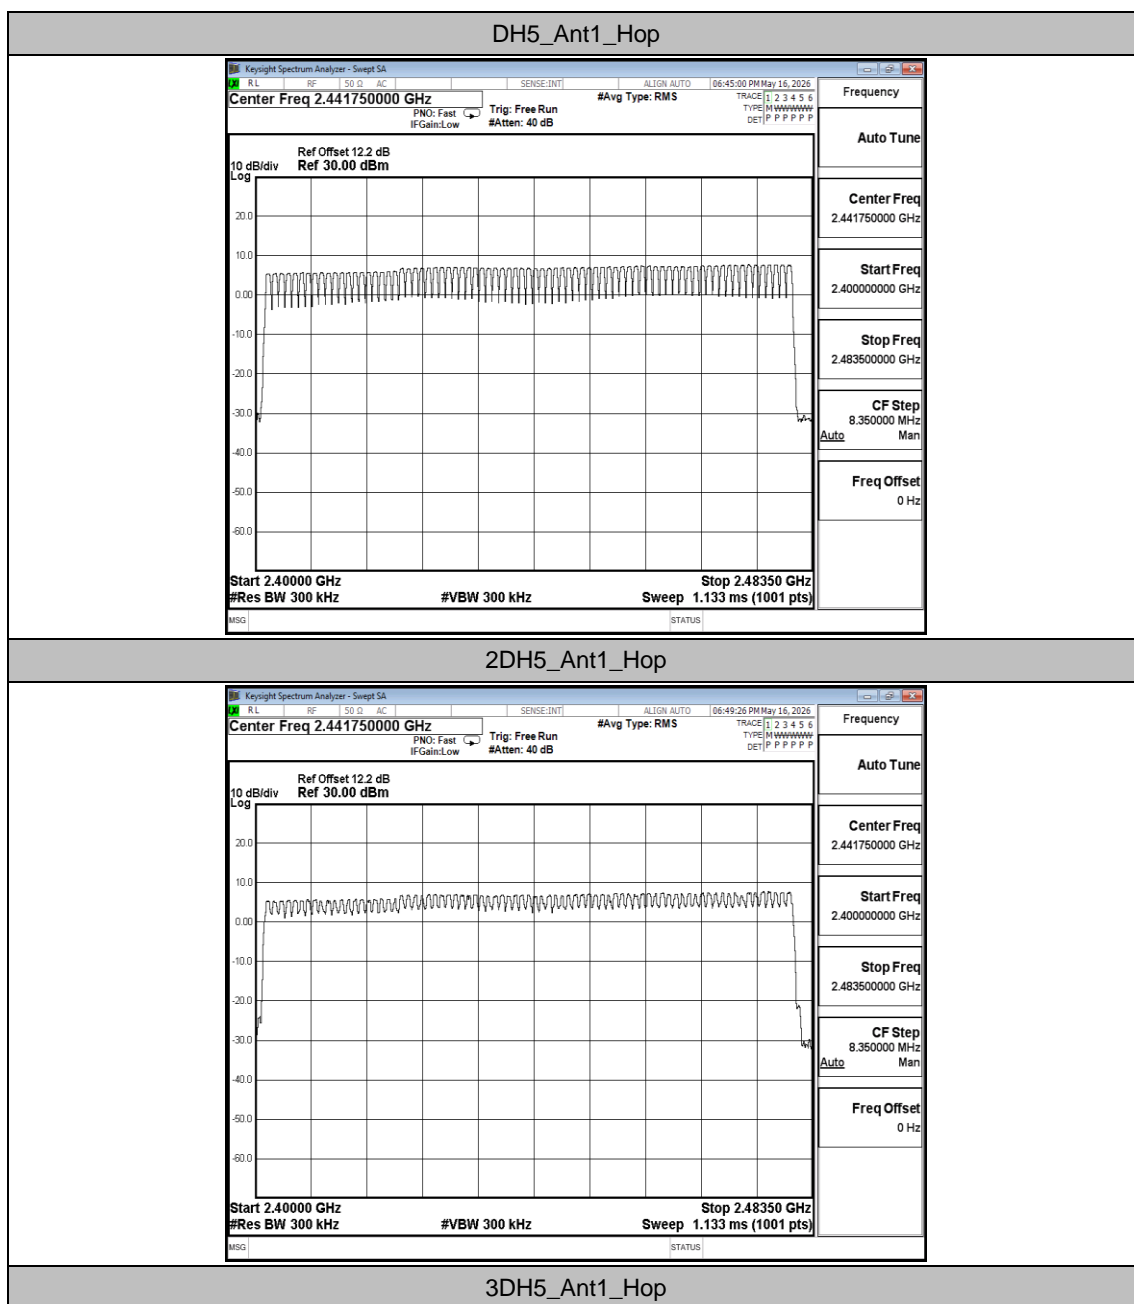 DH5_Ant1_Hop
Keysight Spectrum Analyzer - Swept SA
RL RF 50 Ω AC SENSE:INT ALIGN AUTO 06:45:00 PM May 16, 2026
Center Freq 2.441750000 GHz #Avg Type: RMS TRACE 1 2 3 4 5 6
PNO: Fast Trig: Free Run TYPE M WWWWW
IFGain:Low #Atten: 40 dB DET P P P P P P
Frequency
Auto Tune
Ref Offset 12.2 dB
10 dB/div Ref 30.00 dBm
Log
20.0
10.0
0.00
-10.0
-20.0
-30.0
-40.0
-50.0
-60.0
Center Freq
2.441750000 GHz
Start Freq
2.400000000 GHz
Stop Freq
2.483500000 GHz
CF Step
8.350000 MHz
Auto Man
Freq Offset
0 Hz
Start 2.40000 GHz Stop 2.48350 GHz
#Res BW 300 kHz #VBW 300 kHz Sweep 1.133 ms (1001 pts)
MSG STATUS
2DH5_Ant1_Hop
Keysight Spectrum Analyzer - Swept SA
RL RF 50 Ω AC SENSE:INT ALIGN AUTO 06:49:26 PM May 16, 2026
Center Freq 2.441750000 GHz #Avg Type: RMS TRACE 1 2 3 4 5 6
PNO: Fast Trig: Free Run TYPE M WWWWW
IFGain:Low #Atten: 40 dB DET P P P P P P
Frequency
Auto Tune
Ref Offset 12.2 dB
10 dB/div Ref 30.00 dBm
Log
20.0
10.0
0.00
-10.0
-20.0
-30.0
-40.0
-50.0
-60.0
Center Freq
2.441750000 GHz
Start Freq
2.400000000 GHz
Stop Freq
2.483500000 GHz
CF Step
8.350000 MHz
Auto Man
Freq Offset
0 Hz
Start 2.40000 GHz Stop 2.48350 GHz
#Res BW 300 kHz #VBW 300 kHz Sweep 1.133 ms (1001 pts)
MSG STATUS
3DH5_Ant1_Hop